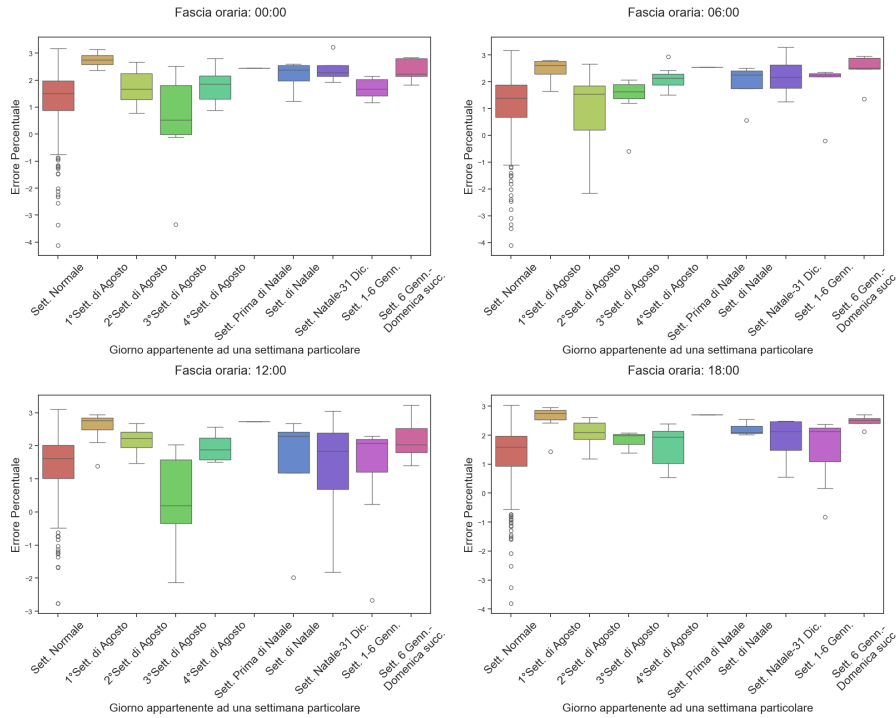 Fascia oraria: 00:00
Errore Percentuale
3
2
1
0
−1
−2
−3
−4
Sett. Normale
1°Sett. di Agosto
2°Sett. di Agosto
3°Sett. di Agosto
4°Sett. di Agosto
Sett. Prima di Natale
Sett. di Natale
Sett. Natale-31 Dic.
Sett. 1-6 Genn.
Sett. 6 Genn.-
Domenica succ.
Giorno appartenente ad una settimana particolare
Fascia oraria: 06:00
Errore Percentuale
3
2
1
0
−1
−2
−3
−4
Sett. Normale
1°Sett. di Agosto
2°Sett. di Agosto
3°Sett. di Agosto
4°Sett. di Agosto
Sett. Prima di Natale
Sett. di Natale
Sett. Natale-31 Dic.
Sett. 1-6 Genn.
Sett. 6 Genn.-
Domenica succ.
Giorno appartenente ad una settimana particolare
Fascia oraria: 12:00
Errore Percentuale
3
2
1
0
−1
−2
−3
Sett. Normale
1°Sett. di Agosto
2°Sett. di Agosto
3°Sett. di Agosto
4°Sett. di Agosto
Sett. Prima di Natale
Sett. di Natale
Sett. Natale-31 Dic.
Sett. 1-6 Genn.
Sett. 6 Genn.-
Domenica succ.
Giorno appartenente ad una settimana particolare
Fascia oraria: 18:00
Errore Percentuale
3
2
1
0
−1
−2
−3
−4
Sett. Normale
1°Sett. di Agosto
2°Sett. di Agosto
3°Sett. di Agosto
4°Sett. di Agosto
Sett. Prima di Natale
Sett. di Natale
Sett. Natale-31 Dic.
Sett. 1-6 Genn.
Sett. 6 Genn.-
Domenica succ.
Giorno appartenente ad una settimana particolare